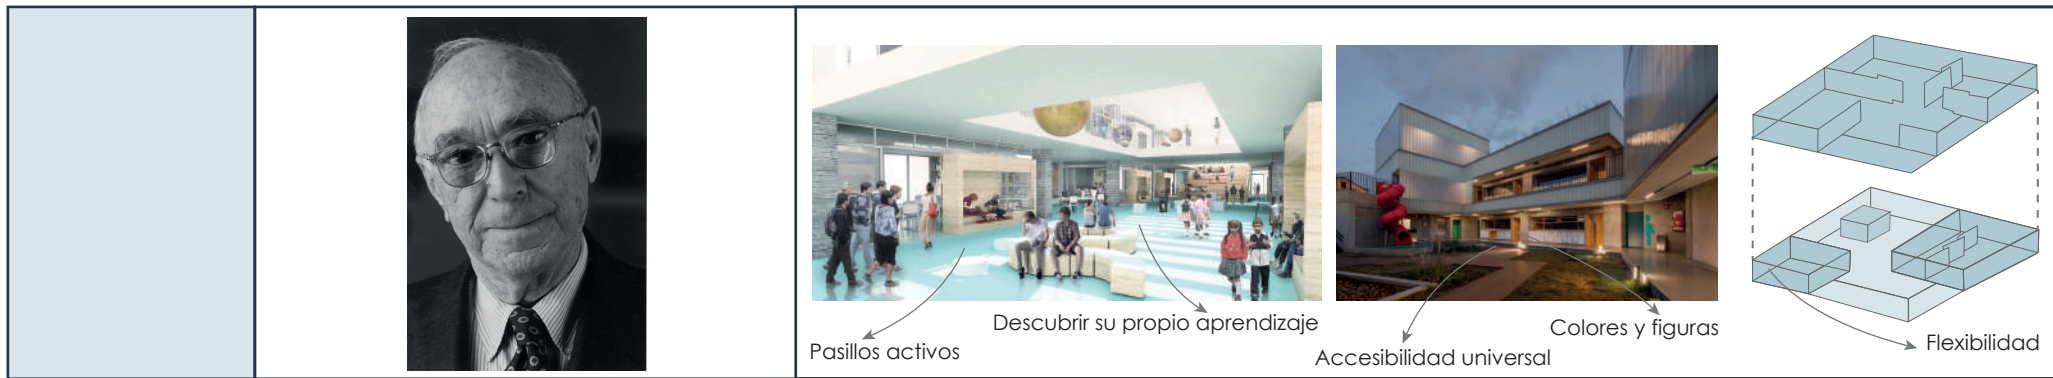 Pasillos activos
Descubrir su propio aprendizaje
Accesibilidad universal
Colores y figuras
Flexibilidad